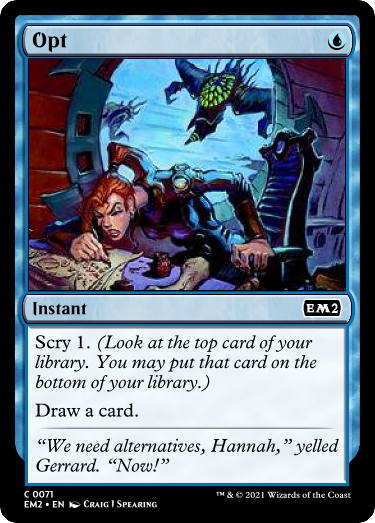 Opt
Instant
EM2
Scry 1. (Look at the top card of your
library. You may put that card on the
bottom of your library.)
Draw a card.
“We need alternatives, Hannah,” yelled
Gerrard. “Now!”
C 0071
EM2 • EN Craig J Spearing
™ & © 2021 Wizards of the Coast